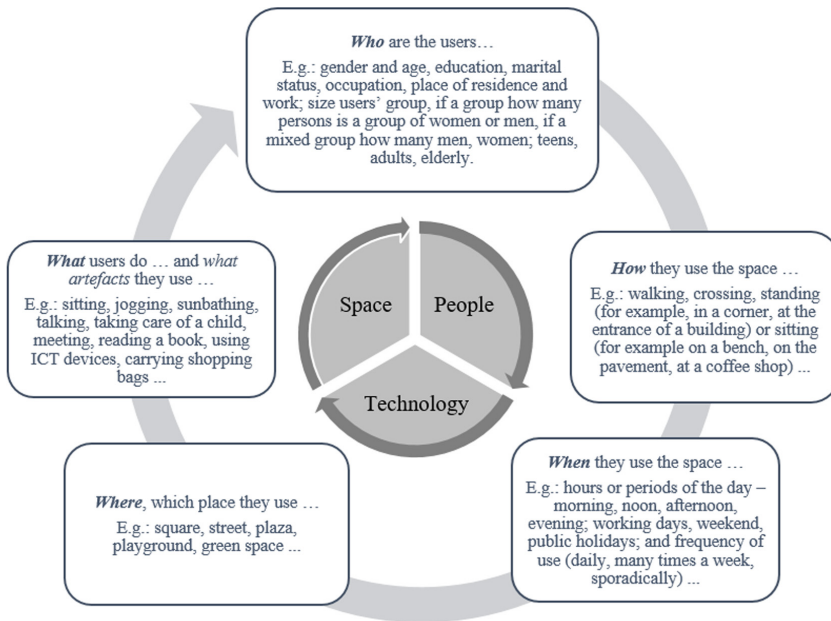 Who are the users…
E.g.: gender and age, education, marital
status, occupation, place of residence and
work; size users’ group, if a group how many
persons is a group of women or men, if a
mixed group how many men, women; teens,
adults, elderly.
How they use the space …
E.g.: walking, crossing, standing
(for example, in a corner, at the
entrance of a building) or sitting
(for example on a bench, on the
pavement, at a coffee shop) ...
When they use the space …
E.g.: hours or periods of the day –
morning, noon, afternoon,
evening; working days, weekend,
public holidays; and frequency of
use (daily, many times a week,
sporadically) ...
Where, which place they use …
E.g.: square, street, plaza,
playground, green space ...
What users do … and what
artefacts they use …
E.g.: sitting, jogging, sunbathing,
talking, taking care of a child,
meeting, reading a book, using
ICT devices, carrying shopping
bags ...
Space
People
Technology